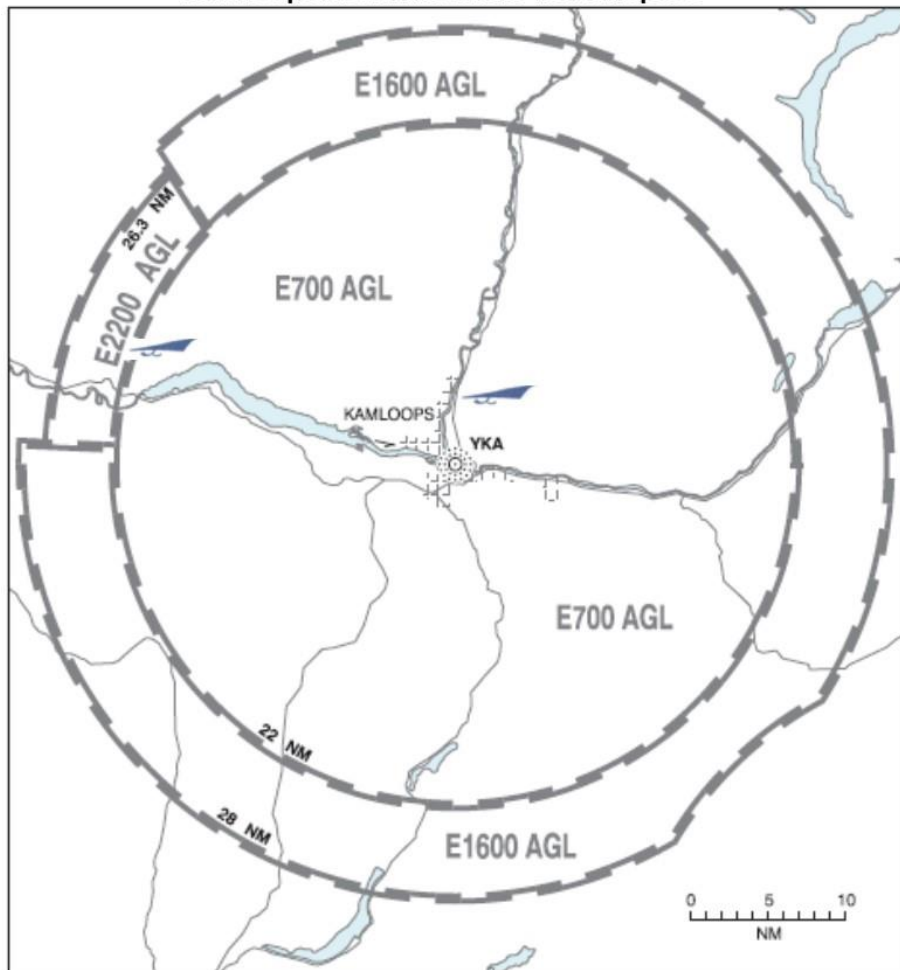 E1600 AGL
26.3 NM
E2200 AGL
E700 AGL
KAMLOOPS
YKA
E700 AGL
22 NM
28 NM
E1600 AGL
0 5 10
NM